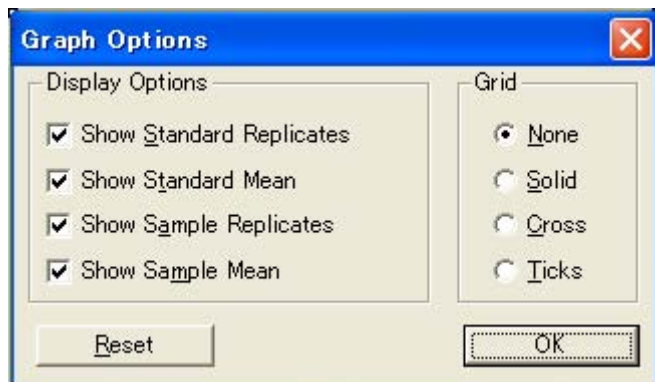 Graph Options
Display Options
Show Standard Replicates
Show Standard Mean
Show Sample Replicates
Show Sample Mean
Grid
None
Solid
Cross
Ticks
Reset
OK